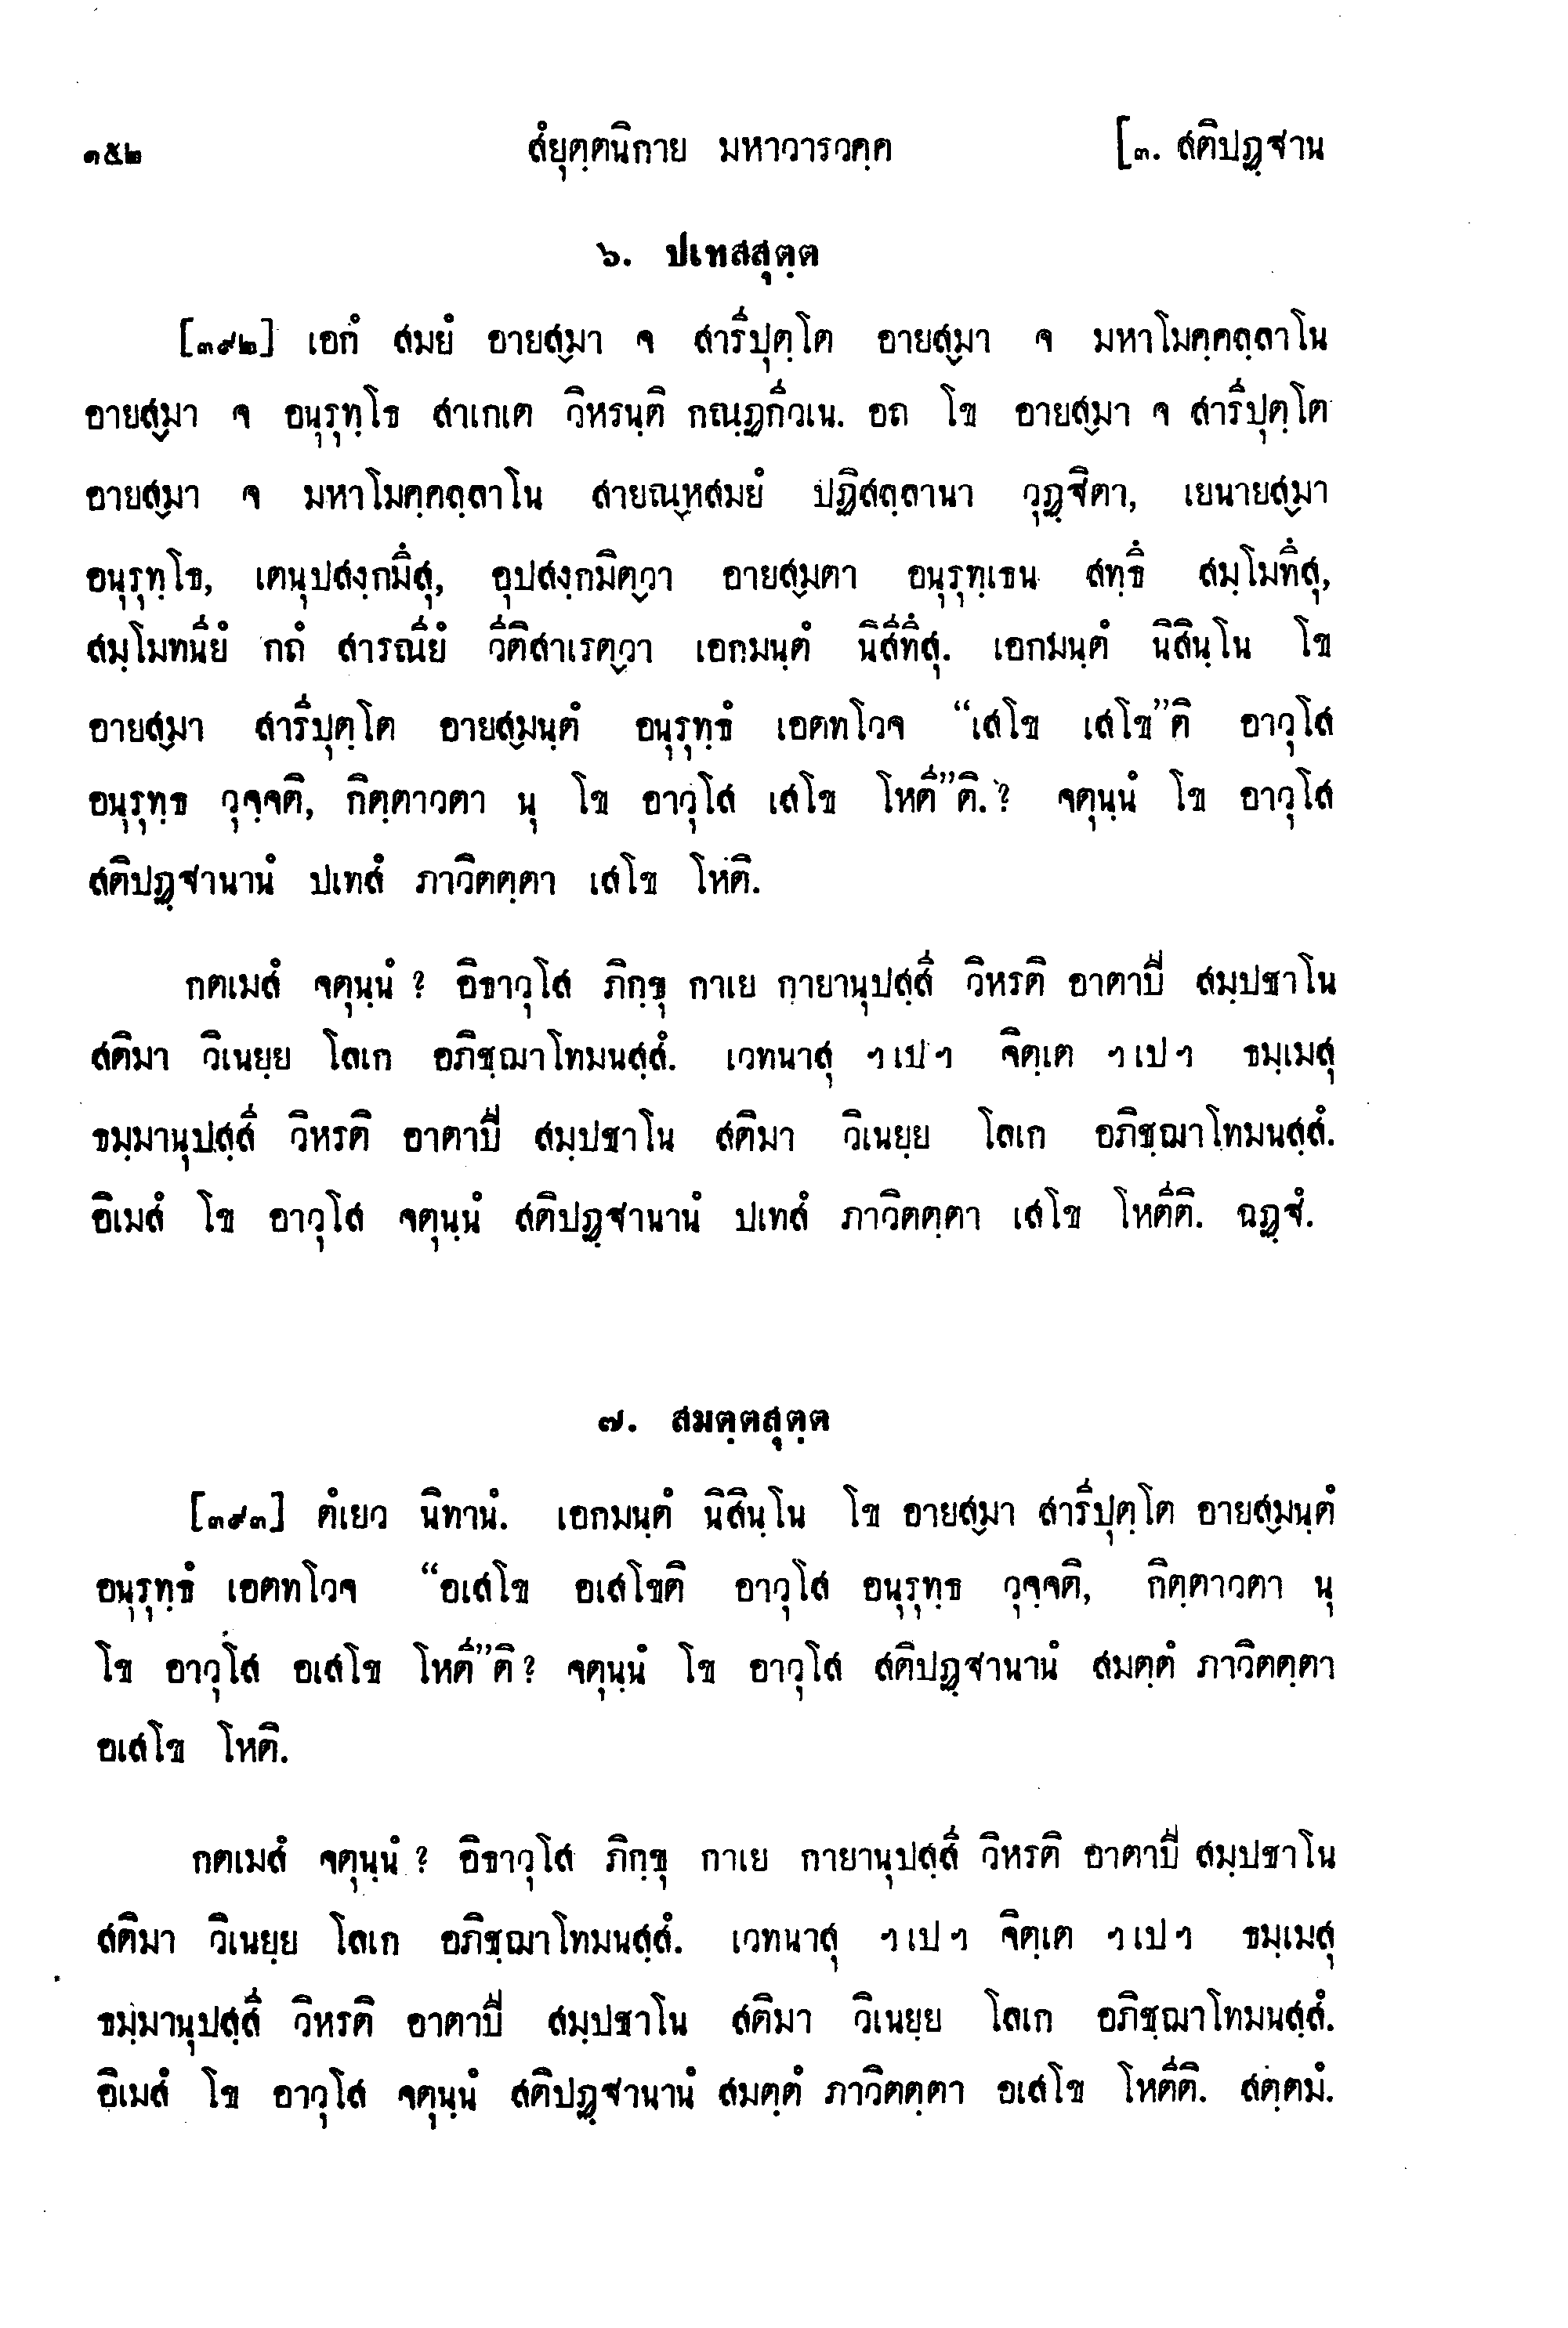 ๑๕๒ สํยุตฺตนิกาย มหาวารวคฺค [๓. สติปฏฺฐาน
๖. ปเทสสุตฺต
[๓๙๒] เอกํ สมยํ อายสฺมา จ สารีปุตฺโต อายสฺมา จ มหาโมคฺคลฺลาโน
อายสฺมา จ อนุรุทฺโธ สาเกเต วิหรนฺติ กณฺฏกีวเน. อถ โข อายสฺมา จ สารีปุตฺโต
อายสฺมา จ มหาโมคฺคลฺลาโน สายณฺหสมยํ ปฏิสลฺลานา วุฏฺฐิตา, เยนายสฺมา
อนุรุทฺโธ, เตนุปสงฺกมึสุ, อุปสงฺกมิตฺวา อายสฺมตา อนุรุทฺเธน สทฺธึ สมฺโมทึสุ,
สมฺโมทนียํ กถํ สารณียํ วีติสาเรตฺวา เอกมนฺตํ นิสีทึสุ. เอกมนฺตํ นิสินฺโน โข
อายสฺมา สารีปุตฺโต อายสฺมนฺตํ อนุรุทฺธํ เอตทโวจ “เสโข เสโข”ติ อาวุโส
อนุรุทฺธ วุจฺจติ, กิตฺตาวตา นุ โข อาวุโส เสโข โหตี”ติ.? จตุนฺนํ โข อาวุโส
สติปฏฺฐานานํ ปเทสํ ภาวิตตฺตา เสโข โหติ.
กตเมสํ จตุนฺนํ ? อิธาวุโส ภิกฺขุ กาเย กายานุปสฺสี วิหรติ อาตาปี สมฺปชาโน
สติมา วิเนยฺย โลเก อภิชฺฌาโทมนสฺสํ. เวทนาสุ ฯเปฯ จิตฺเต ฯเปฯ ธมฺเมสุ
ธมฺมานุปสฺสี วิหรติ อาตาปี สมฺปชาโน สติมา วิเนยฺย โลเก อภิชฺฌาโทมนสฺสํ.
อิเมสํ โข อาวุโส จตุนฺนํ สติปฏฺฐานานํ ปเทสํ ภาวิตตฺตา เสโข โหตีติ. ฉฏฺฐํ.
๗. สมตฺตสุตฺต
[๓๙๓] ตํเยว นิทานํ. เอกมนฺตํ นิสินฺโน โข อายสฺมา สารีปุตฺโต อายสฺมนฺตํ
อนุรุทฺธํ เอตทโวจ “อเสโข อเสโขติ อาวุโส อนุรุทฺธ วุจฺจติ, กิตฺตาวตา นุ
โข อาวุโส อเสโข โหตี”ติ? จตุนฺนํ โข อาวุโส สติปฏฺฐานานํ สมตฺตํ ภาวิตตฺตา
อเสโข โหติ.
กตเมสํ จตุนฺนํ ? อิธาวุโส ภิกฺขุ กาเย กายานุปสฺสี วิหรติ อาตาปี สมฺปชาโน
สติมา วิเนยฺย โลเก อภิชฺฌาโทมนสฺสํ. เวทนาสุ ฯเปฯ จิตฺเต ฯเปฯ ธมฺเมสุ
ธมฺมานุปสฺสี วิหรติ อาตาปี สมฺปชาโน สติมา วิเนยฺย โลเก อภิชฺฌาโทมนสฺสํ.
อิเมสํ โข อาวุโส จตุนฺนํ สติปฏฺฐานานํ สมตฺตํ ภาวิตตฺตา อเสโข โหตีติ. สตฺตมํ.